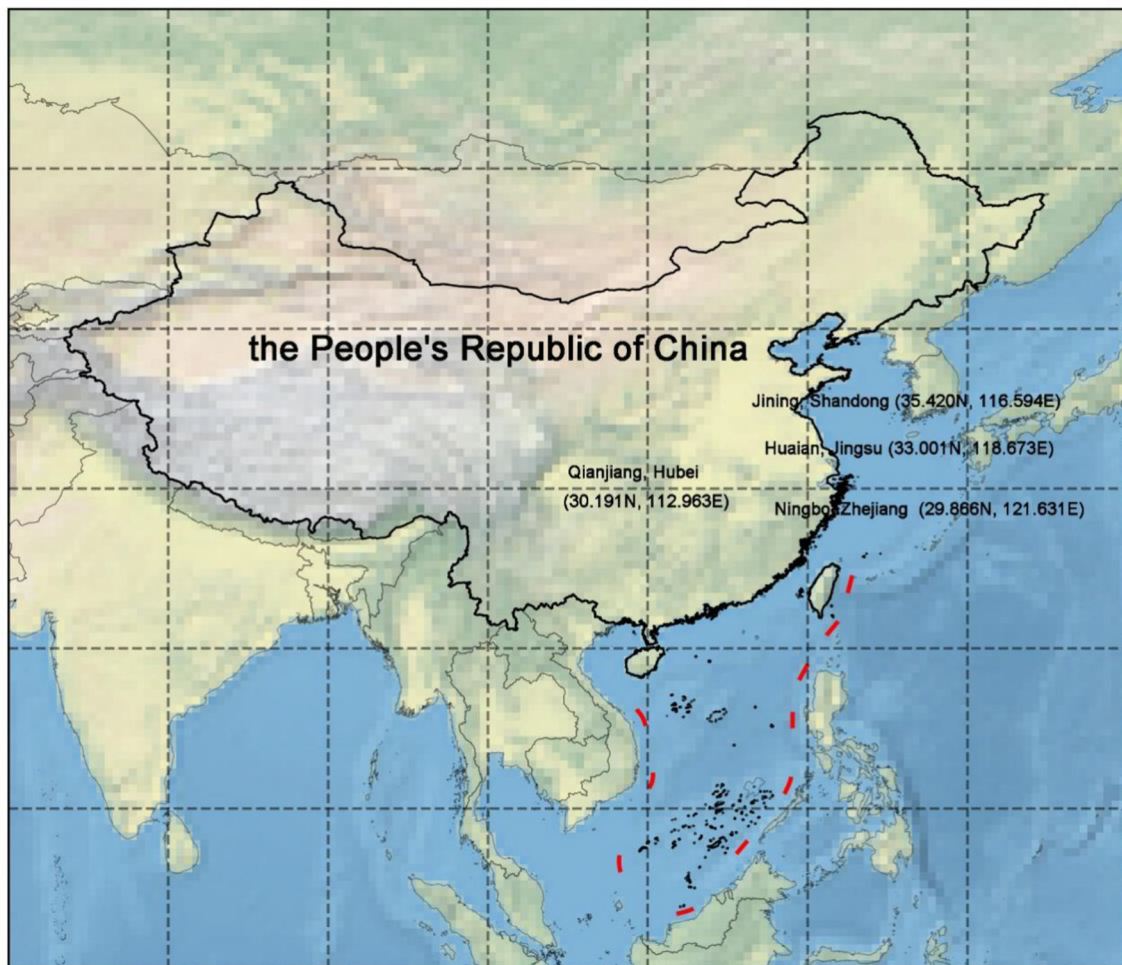 the People's Republic of China
Jining, Shandong (35.420N, 116.594E)
Huaian, Jingsu (33.001N, 118.673E)
Qianjiang, Hubei
(30.191N, 112.963E)
Ningbo, Zhejiang (29.866N, 121.631E)